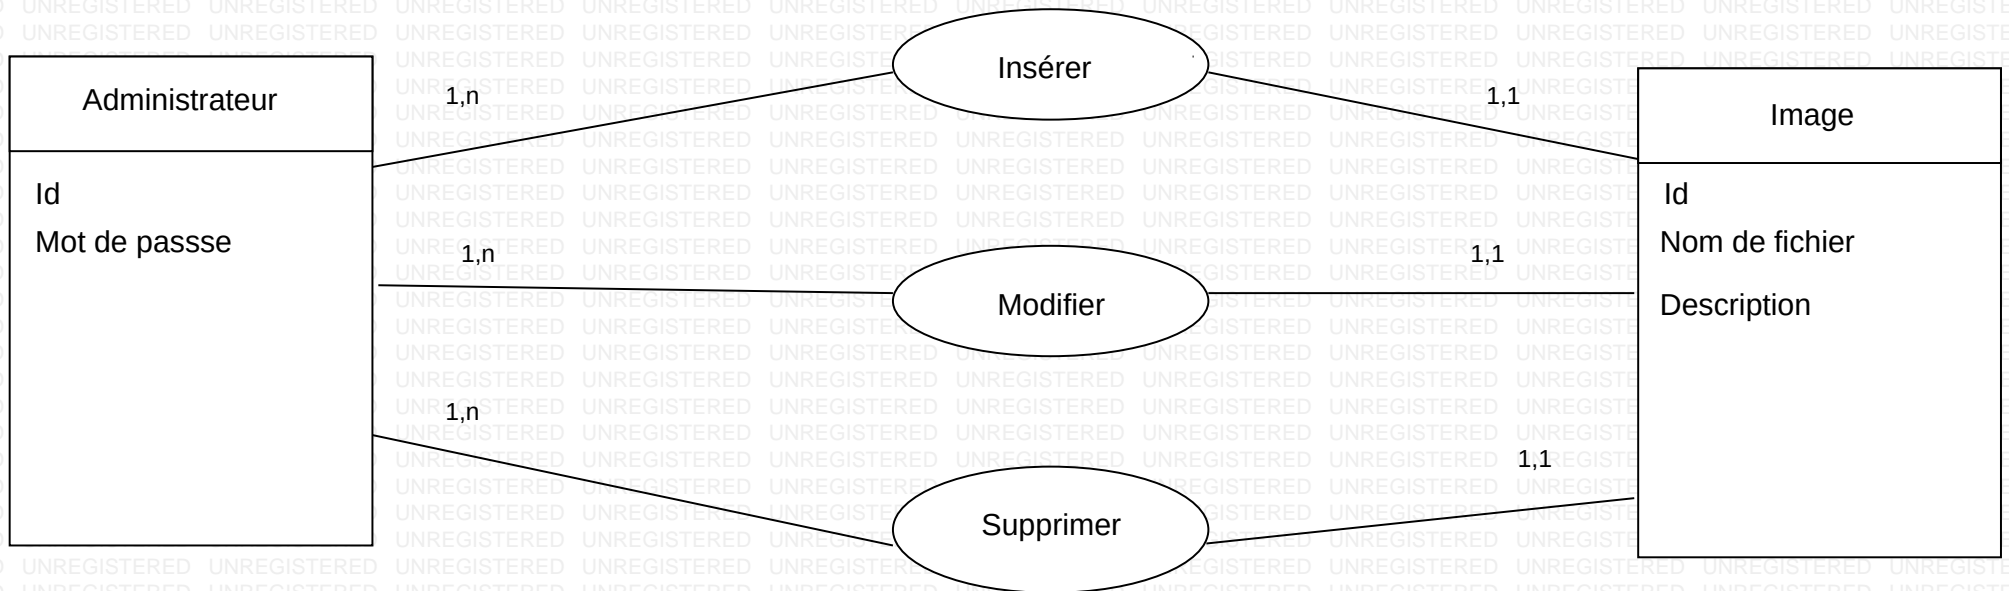 Administrateur
Id
Mot de passse
1,n
Insérer
1,1
1,n
Modifier
1,1
1,n
Supprimer
1,1
Image
Id
Nom de fichier
Description
UNREGISTERED